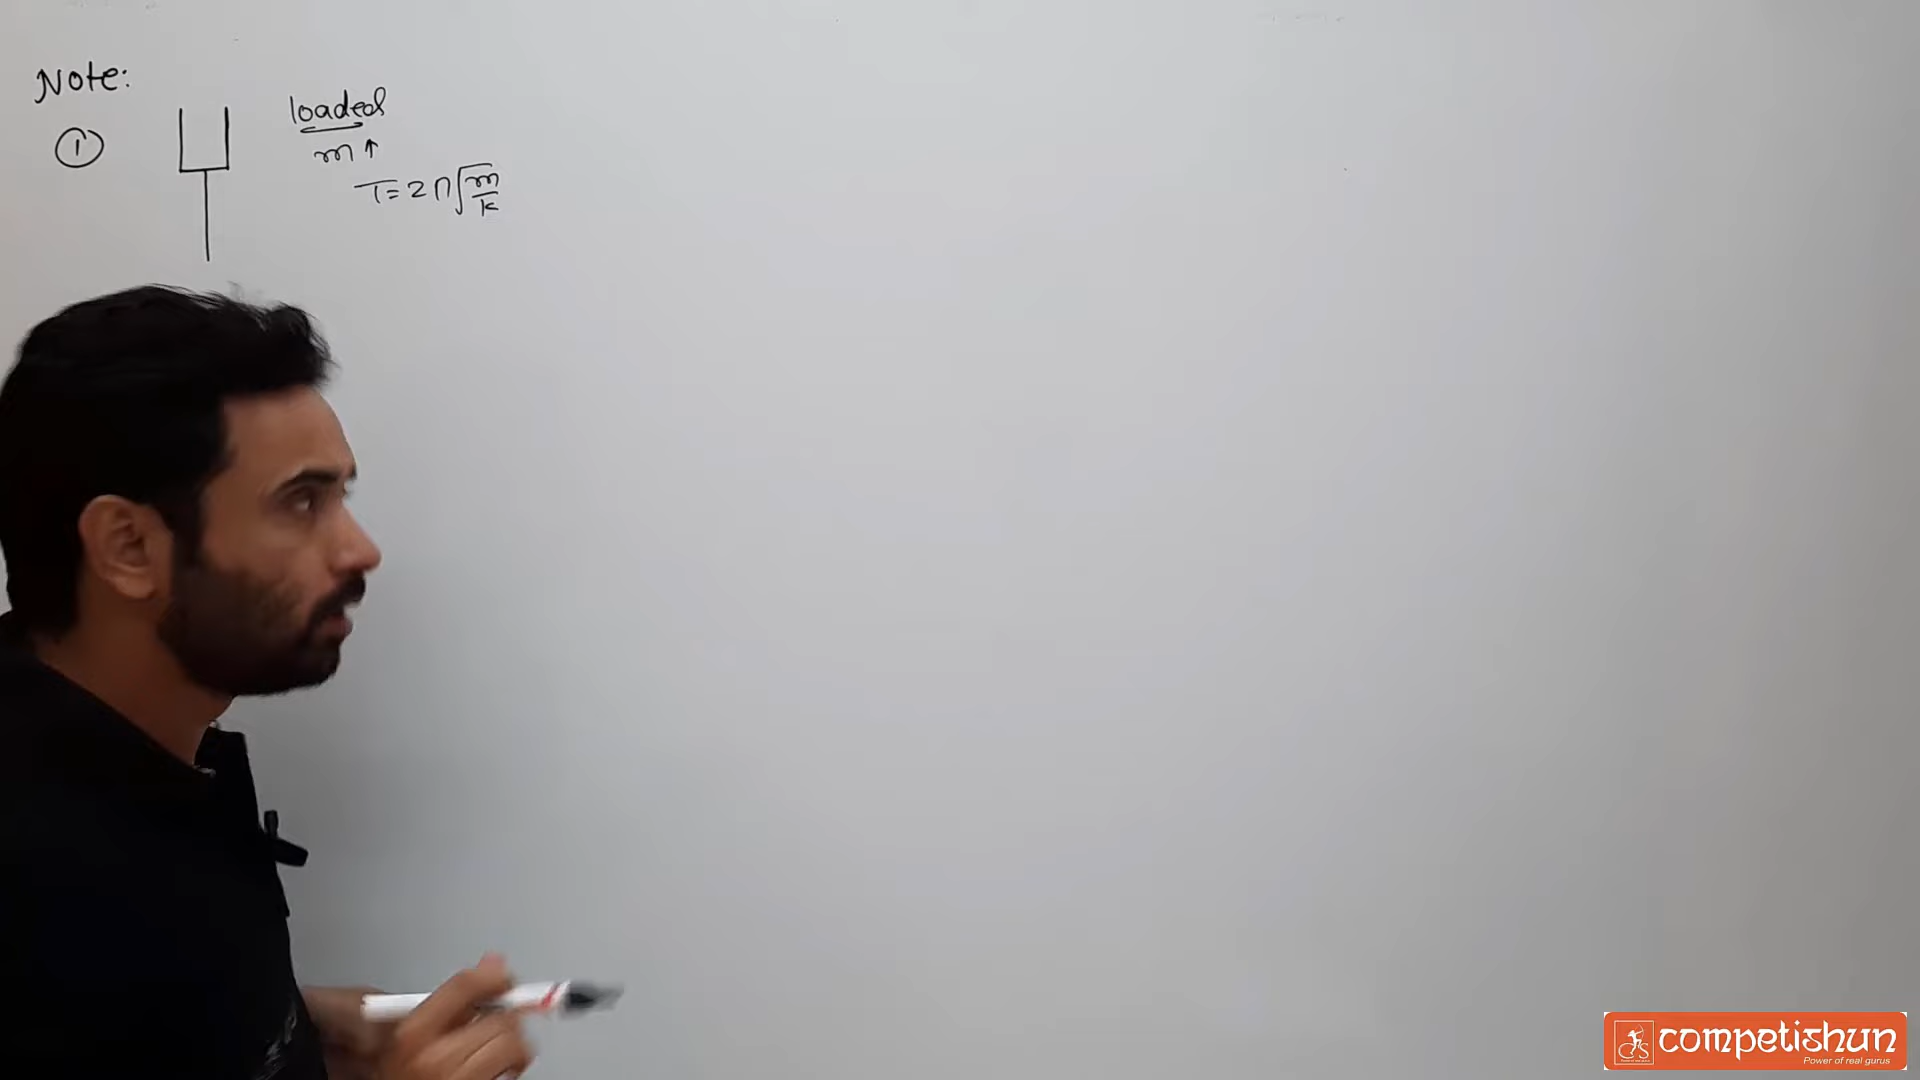 Note:
① loaded
m ↑
T = 2π√(m/k)
competishun
Power of real gurus